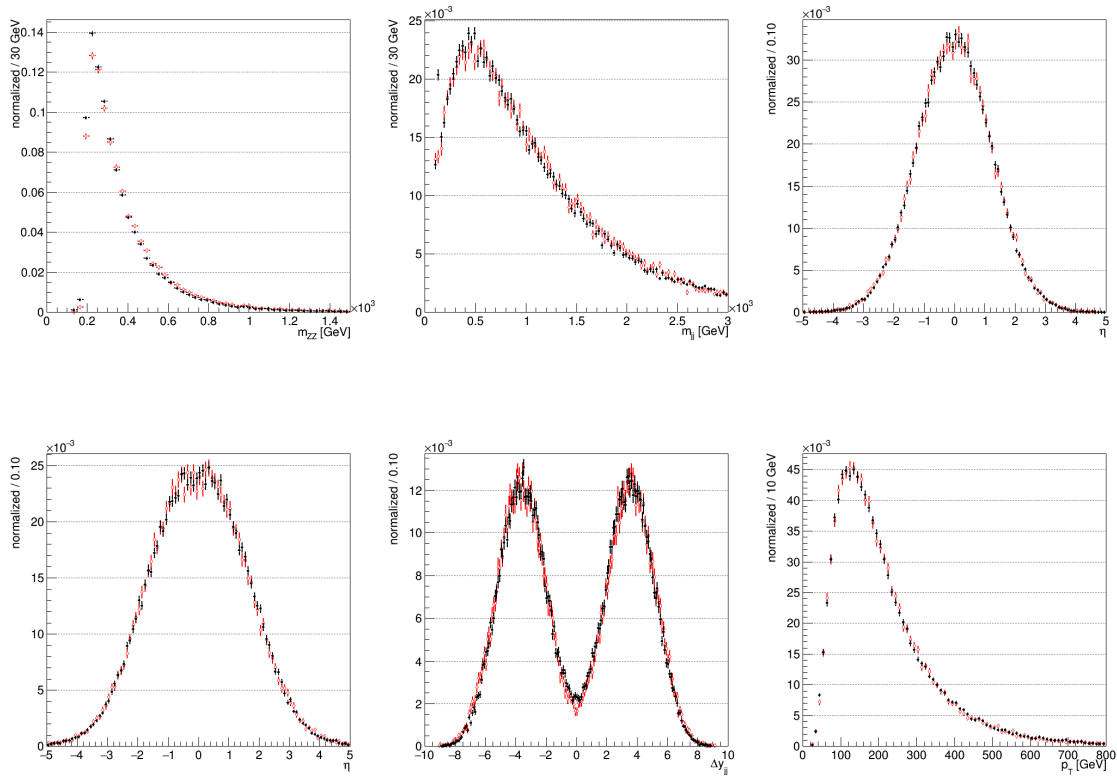 normalized / 30 GeV
0.14
0.12
0.1
0.08
0.06
0.04
0.02
0
0 0.2 0.4 0.6 0.8 1 1.2 1.4
×10³
m_ZZ [GeV]
×10⁻³
normalized / 30 GeV
25
20
15
10
5
0
0 0.5 1 1.5 2 2.5 3
×10³
m_jj [GeV]
×10⁻³
normalized / 0.10
30
25
20
15
10
5
0
−5 −4 −3 −2 −1 0 1 2 3 4 5
η
×10⁻³
normalized / 0.10
25
20
15
10
5
0
−5 −4 −3 −2 −1 0 1 2 3 4 5
η
×10⁻³
normalized / 0.10
12
10
8
6
4
2
0
−10 −8 −6 −4 −2 0 2 4 6 8 10
Δy_jj
×10⁻³
normalized / 10 GeV
45
40
35
30
25
20
15
10
5
0
0 100 200 300 400 500 600 700 800
p_T [GeV]